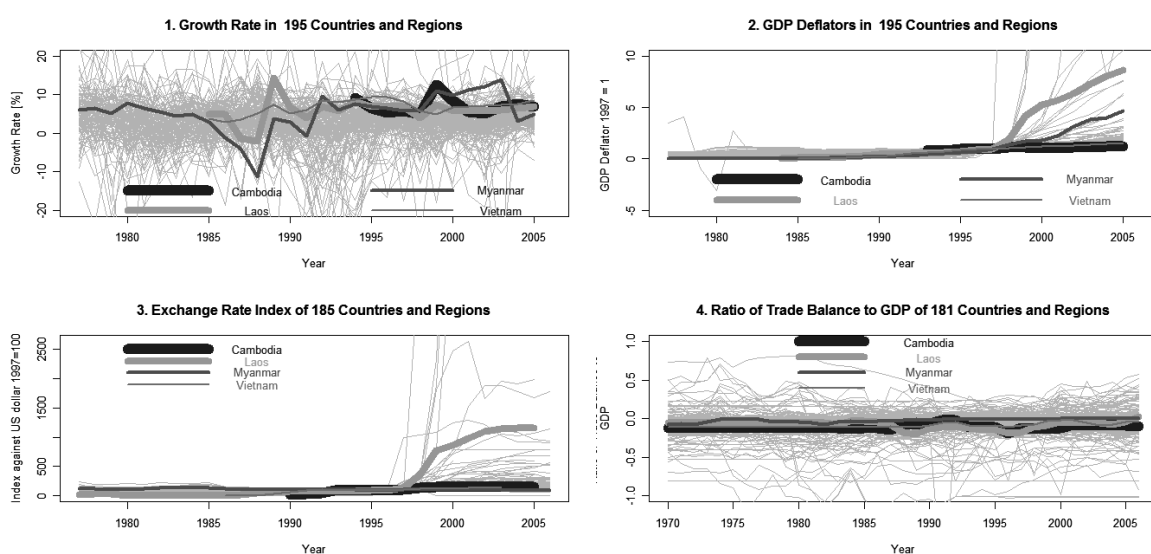 1. Growth Rate in 195 Countries and Regions
Growth Rate [%]
20
10
0
-10
-20
Cambodia
Laos
Myanmar
Vietnam
1980 1985 1990 1995 2000 2005
Year
2. GDP Deflators in 195 Countries and Regions
GDP Deflator 1997 = 1
10
5
0
-5
Cambodia
Laos
Myanmar
Vietnam
1980 1985 1990 1995 2000 2005
Year
3. Exchange Rate Index of 185 Countries and Regions
Index against US dollar 1997=100
2500
1500
500
0
Cambodia
Laos
Myanmar
Vietnam
1980 1985 1990 1995 2000 2005
Year
4. Ratio of Trade Balance to GDP of 181 Countries and Regions
GDP
1.0
0.5
0.0
-0.5
-1.0
Cambodia
Laos
Myanmar
Vietnam
1970 1975 1980 1985 1990 1995 2000 2005
Year